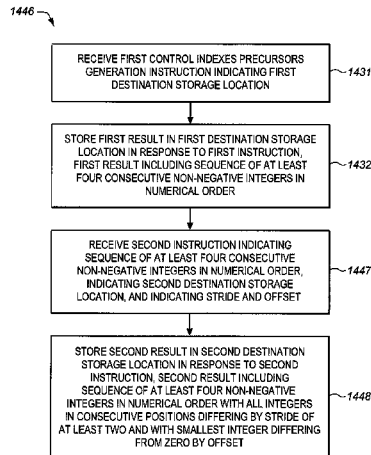 1446
RECEIVE FIRST CONTROL INDEXES PRECURSORS
GENERATION INSTRUCTION INDICATING FIRST
DESTINATION STORAGE LOCATION
1431
STORE FIRST RESULT IN FIRST DESTINATION STORAGE
LOCATION IN RESPONSE TO FIRST INSTRUCTION,
FIRST RESULT INCLUDING SEQUENCE OF AT LEAST
FOUR CONSECUTIVE NON-NEGATIVE INTEGERS IN
NUMERICAL ORDER
1432
RECEIVE SECOND INSTRUCTION INDICATING
SEQUENCE OF AT LEAST FOUR CONSECUTIVE
NON-NEGATIVE INTEGERS IN NUMERICAL ORDER,
INDICATING SECOND DESTINATION STORAGE
LOCATION, AND INDICATING STRIDE AND OFFSET
1447
STORE SECOND RESULT IN SECOND DESTINATION
STORAGE LOCATION IN RESPONSE TO SECOND
INSTRUCTION, SECOND RESULT INCLUDING
SEQUENCE OF AT LEAST FOUR NON-NEGATIVE
INTEGERS IN NUMERICAL ORDER WITH ALL INTEGERS
IN CONSECUTIVE POSITIONS DIFFERING BY STRIDE OF
AT LEAST TWO AND WITH SMALLEST INTEGER DIFFERING
FROM ZERO BY OFFSET
1448